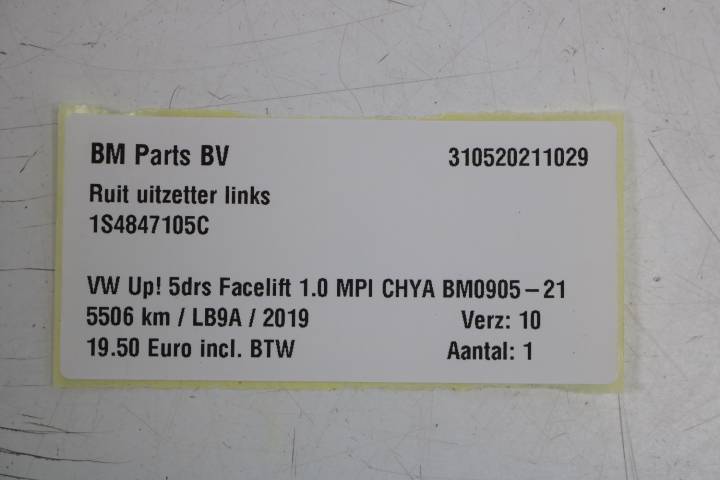 BM Parts BV 310520211029
Ruit uitzetter links
1S4847105C
VW Up! 5drs Facelift 1.0 MPI CHYA BM0905-21
5506 km / LB9A / 2019 Verz: 10
19.50 Euro incl. BTW Aantal: 1